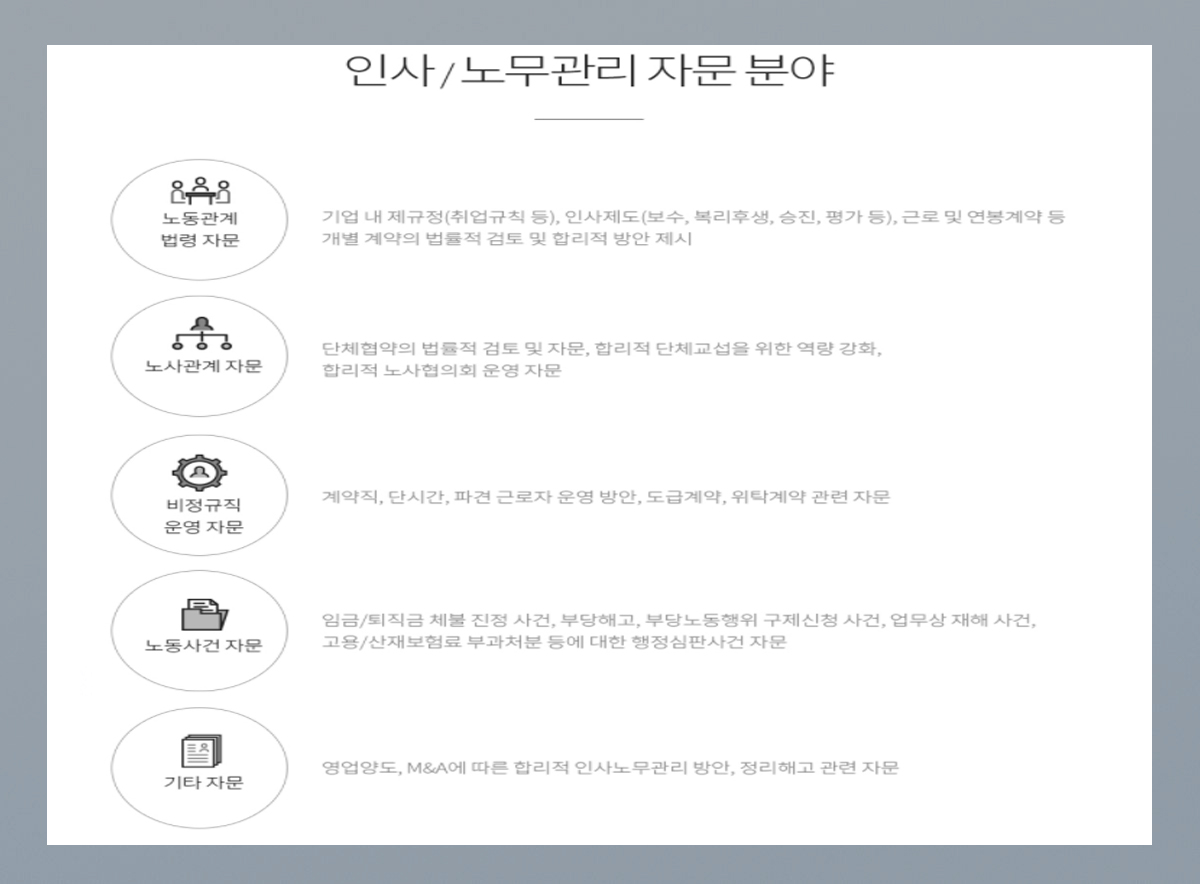 인사/노무관리 자문 분야
노동관계
법령 자문
기업 내 제규정(취업규칙 등), 인사제도(보수, 복리후생, 승진, 평가 등), 근로 및 연봉계약 등
개별 계약의 법률적 검토 및 합리적 방안 제시
노사관계 자문
단체협약의 법률적 검토 및 자문, 합리적 단체교섭을 위한 역량 강화,
합리적 노사협의회 운영 자문
비정규직
운영 자문
계약직, 단시간, 파견 근로자 운영 방안, 도급계약, 위탁계약 관련 자문
노동사건 자문
임금/퇴직금 체불 진정 사건, 부당해고, 부당노동행위 구제신청 사건, 업무상 재해 사건,
고용/산재보험료 부과처분 등에 대한 행정심판사건 자문
기타 자문
영업양도, M&A에 따른 합리적 인사노무관리 방안, 정리해고 관련 자문